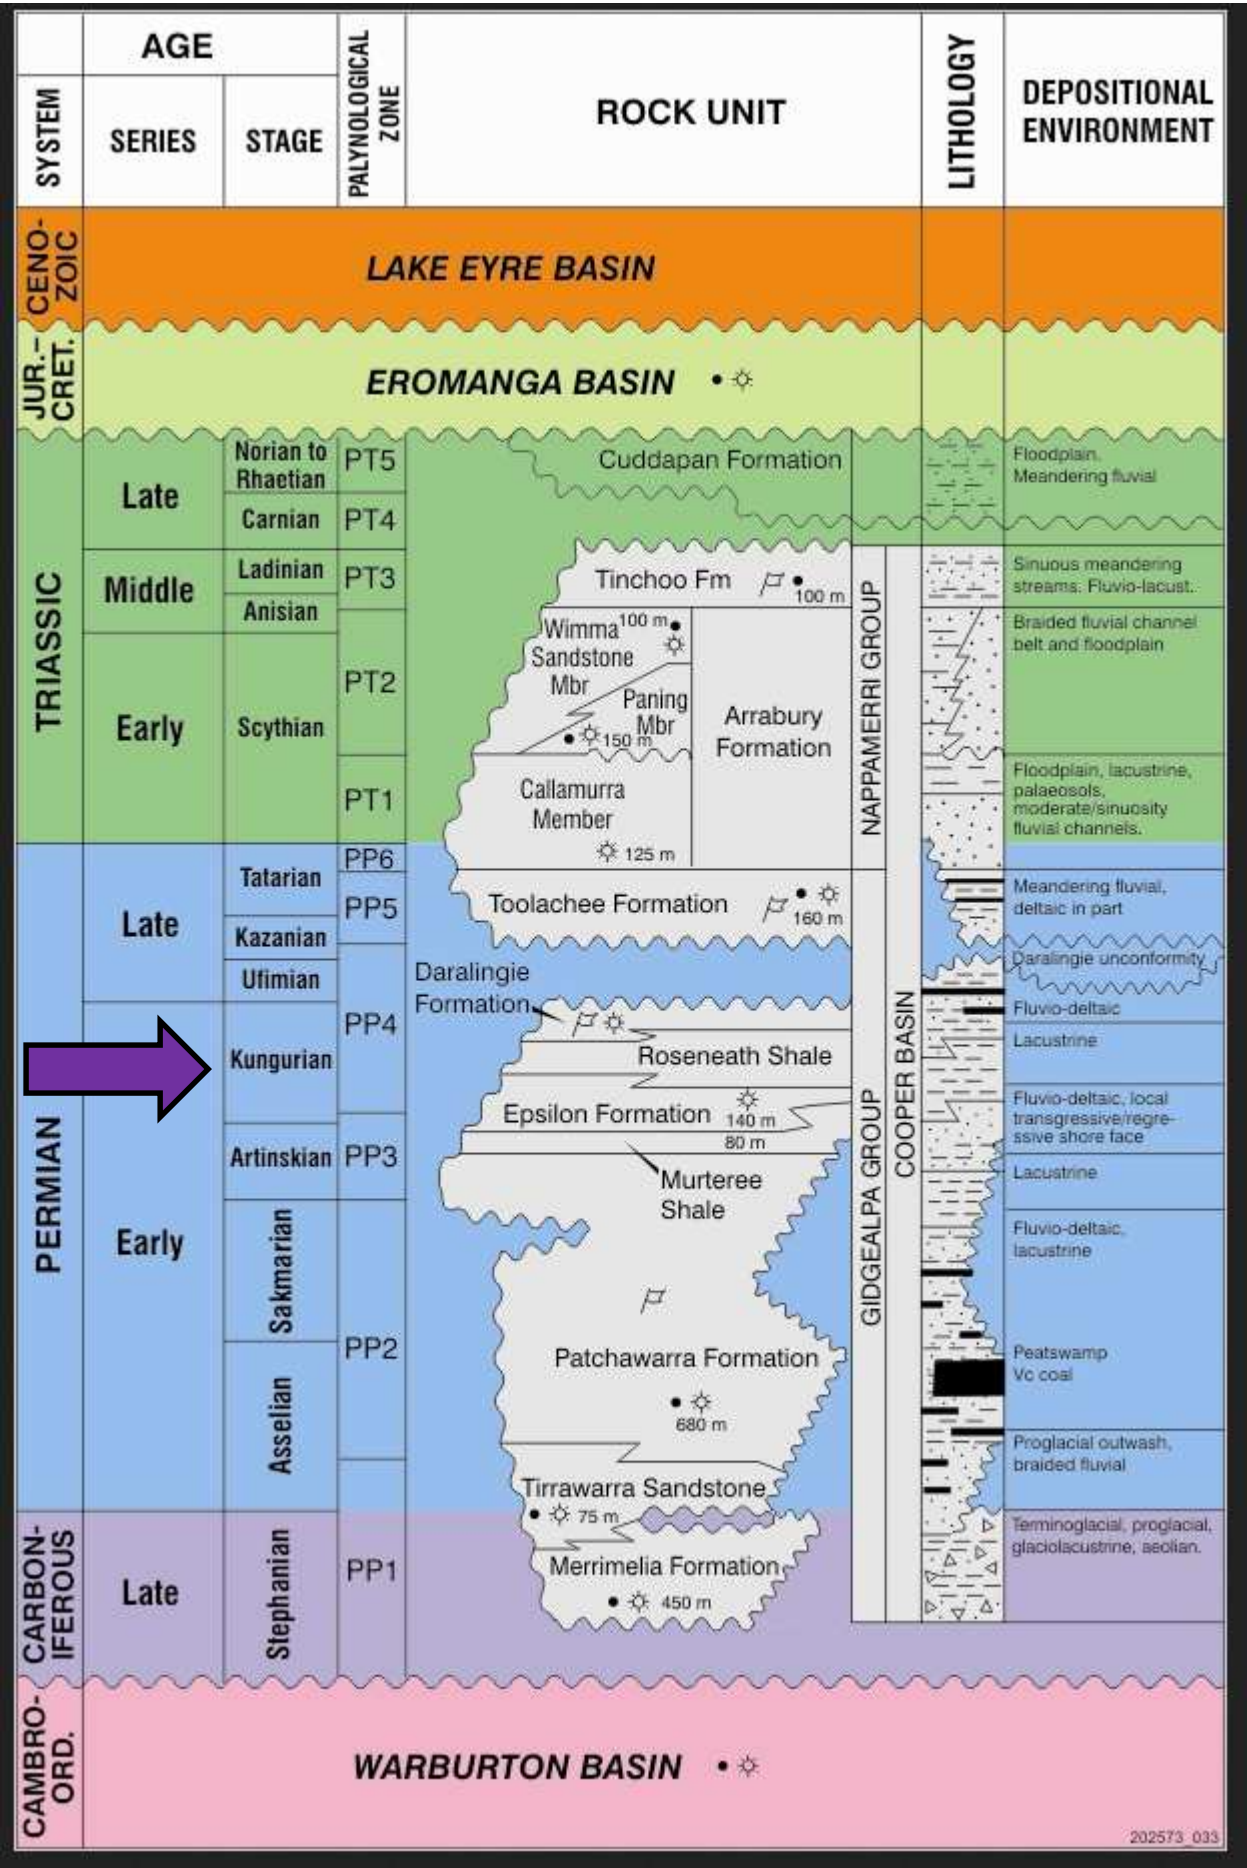 AGE
SYSTEM
SERIES
STAGE
PALYNOLOGICAL
ZONE
ROCK UNIT
LITHOLOGY
DEPOSITIONAL
ENVIRONMENT
CENO-
ZOIC
LAKE EYRE BASIN
JUR.–
CRET.
EROMANGA BASIN
TRIASSIC
Late
Norian to
Rhaetian
PT5
Carnian
PT4
Cuddapan Formation
Floodplain.
Meandering fluvial
Middle
Ladinian
PT3
Anisian
Tinchoo Fm
100 m
Sinuous meandering
streams. Fluvio-lacust.
Early
Scythian
PT2
Wimma
Sandstone
Mbr
100 m
Paning
Mbr
150 m
Arrabury
Formation
Braided fluvial channel
belt and floodplain
PT1
Callamurra
Member
125 m
NAPPAMERRI GROUP
Floodplain, lacustrine,
palaeosols,
moderate/sinuosity
fluvial channels.
PERMIAN
Late
Tatarian
PP6
PP5
Kazanian
Ufimian
Toolachee Formation
160 m
Meandering fluvial,
deltaic in part
Daralingie unconformity
Daralingie
Formation
Fluvio-deltaic
PP4
Early
Kungurian
Roseneath Shale
Lacustrine
Epsilon Formation
140 m
80 m
Fluvio-deltaic, local
transgressive/regre-
ssive shore face
Artinskian
PP3
Murteree
Shale
Lacustrine
GIDGEALPA GROUP
COOPER BASIN
Sakmarian
PP2
Fluvio-deltaic,
lacustrine
Asselian
Patchawarra Formation
680 m
Peatswamp
Vc coal
Tirrawarra Sandstone
75 m
Proglacial outwash,
braided fluvial
CARBON-
IFEROUS
Late
Stephanian
PP1
Merrimelia Formation
450 m
Terminoglacial, proglacial,
glaciolacustrine, aeolian.
CAMBRO-
ORD.
WARBURTON BASIN
202573_033